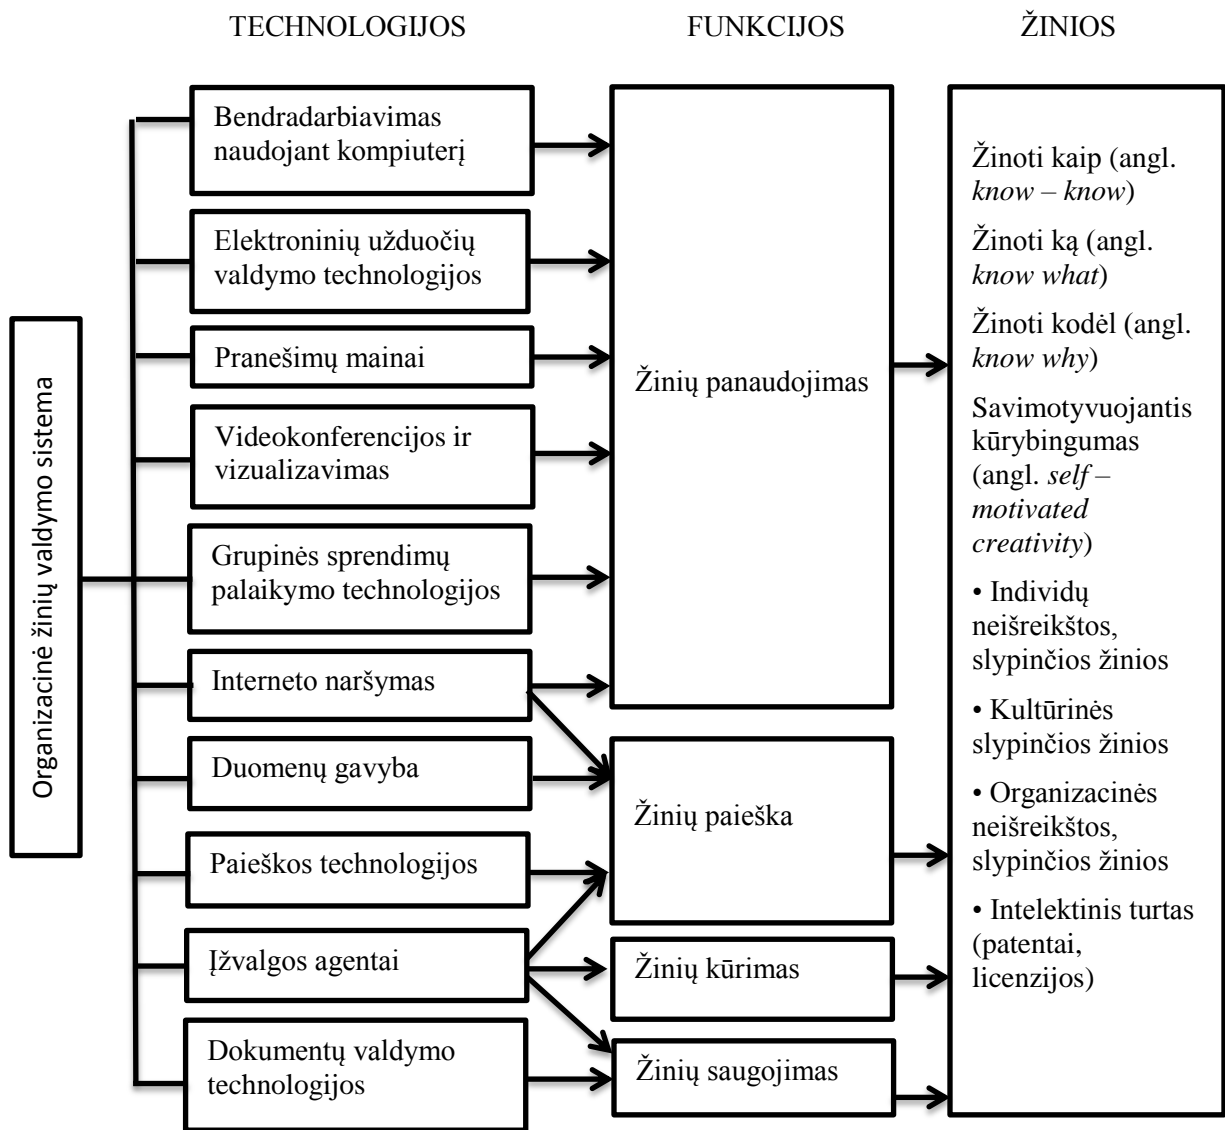 TECHNOLOGIJOS
FUNKCIJOS
ŽINIOS
Organizacinė žinių valdymo sistema
Bendradarbiavimas
naudojant kompiuterį
Elektroninių užduočių
valdymo technologijos
Pranešimų mainai
Videokonferencijos ir
vizualizavimas
Grupinės sprendimų
palaikymo technologijos
Interneto naršymas
Duomenų gavyba
Paieškos technologijos
Įžvalgos agentai
Dokumentų valdymo
technologijos
Žinių panaudojimas
Žinių paieška
Žinių kūrimas
Žinių saugojimas
Žinoti kaip (angl.
know – know)
Žinoti ką (angl.
know what)
Žinoti kodėl (angl.
know why)
Savimotyvuojantis
kūrybingumas
(angl. self –
motivated
creativity)
• Individų
neišreikštos,
slypinčios žinios
• Kultūrinės
slypinčios žinios
• Organizacinės
neišreikštos,
slypinčios žinios
• Intelektinis turtas
(patentai,
licenzijos)